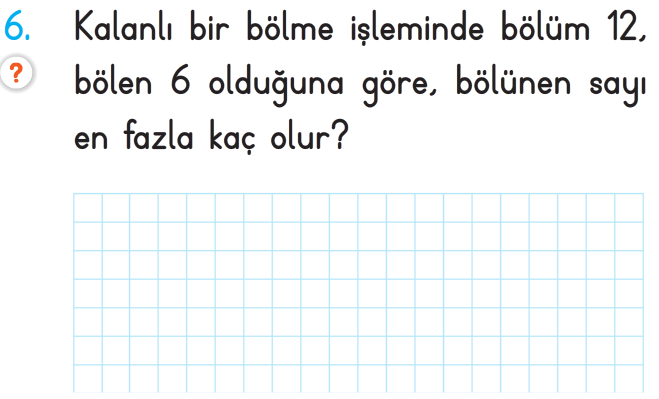 6. Kalanlı bir bölme işleminde bölüm 12,
? bölen 6 olduğuna göre, bölünen sayı
en fazla kaç olur?